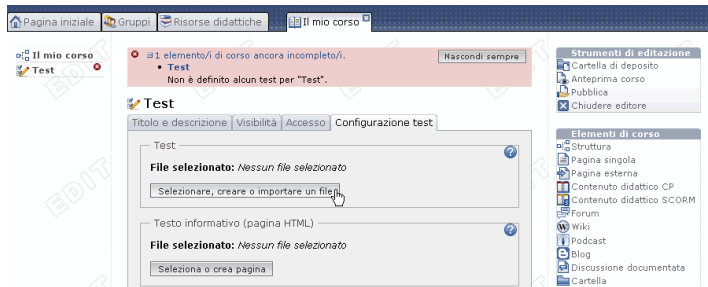 Pagina iniziale
Gruppi
Risorse didattiche
Il mio corso
Il mio corso
Test
1 elemento/i di corso ancora incompleto/i.
Nascondi sempre
Test
Non è definito alcun test per "Test".
Test
Titolo e descrizione
Visibilità
Accesso
Configurazione test
Test
File selezionato: Nessun file selezionato
Selezionare, creare o importare un file
Testo informativo (pagina HTML)
File selezionato: Nessun file selezionato
Seleziona o crea pagina
Strumenti di editazione
Cartella di deposito
Anteprima corso
Pubblica
Chiudere editore
Elementi di corso
Struttura
Pagina singola
Pagina esterna
Contenuto didattico CP
Contenuto didattico SCORM
Forum
Wiki
Podcast
Blog
Discussione documentata
Cartella
EDIT
EDIT